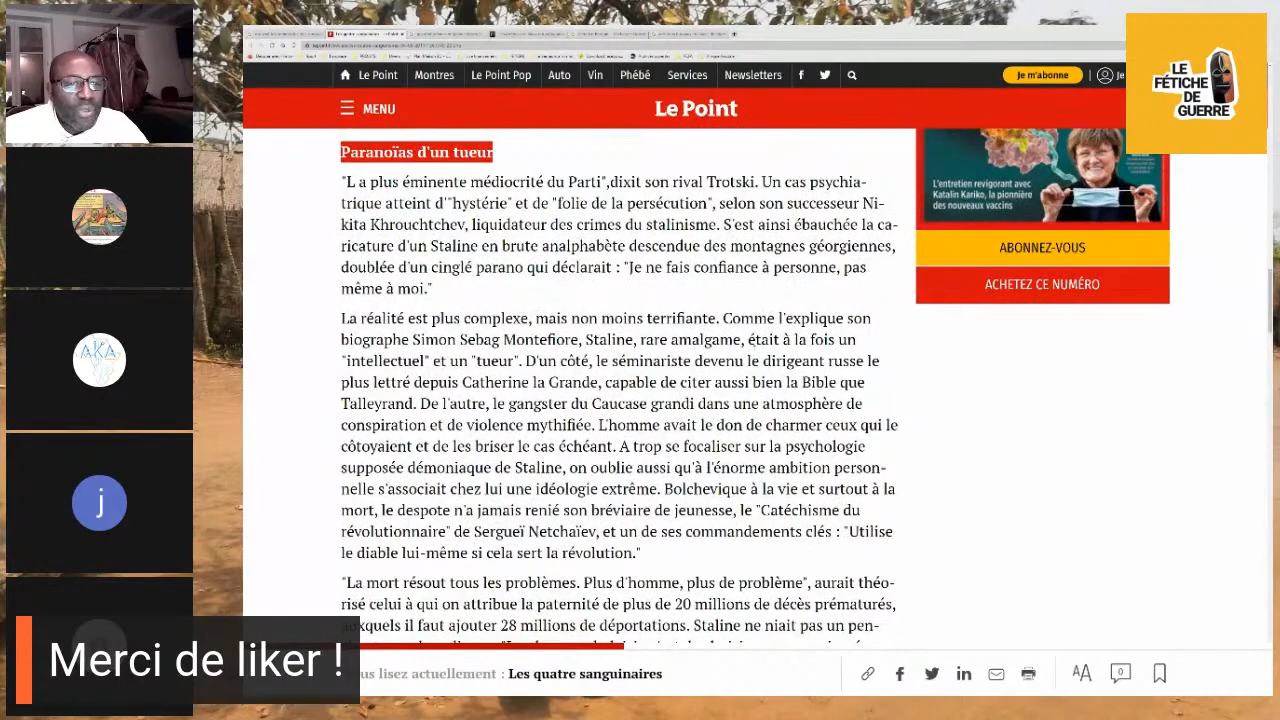 Le Point
Montres
Le Point Pop
Auto
Vin
Phébé
Services
Newsletters
Je m'abonne
Je
MENU
Le Point
LE
FÉTICHE
DE
GUERRE
Paranoïas d'un tueur
"L a plus éminente médiocrité du Parti",dixit son rival Trotski. Un cas psychia-
trique atteint d'"hystérie" et de "folie de la persécution", selon son successeur Ni-
kita Khrouchtchev, liquidateur des crimes du stalinisme. S'est ainsi ébauchée la ca-
ricature d'un Staline en brute analphabète descendue des montagnes géorgiennes,
doublée d'un cinglé parano qui déclarait : "Je ne fais confiance à personne, pas
même à moi."
La réalité est plus complexe, mais non moins terrifiante. Comme l'explique son
biographe Simon Sebag Montefiore, Staline, rare amalgame, était à la fois un
"intellectuel" et un "tueur". D'un côté, le séminariste devenu le dirigeant russe le
plus lettré depuis Catherine la Grande, capable de citer aussi bien la Bible que
Talleyrand. De l'autre, le gangster du Caucase grandi dans une atmosphère de
conspiration et de violence mythifiée. L'homme avait le don de charmer ceux qui le
côtoyaient et de les briser le cas échéant. A trop se focaliser sur la psychologie
supposée démoniaque de Staline, on oublie aussi qu'à l'énorme ambition person-
nelle s'associait chez lui une idéologie extrême. Bolchevique à la vie et surtout à la
mort, le despote n'a jamais renié son bréviaire de jeunesse, le "Catéchisme du
révolutionnaire" de Sergueï Netchaïev, et un de ses commandements clés : "Utilise
le diable lui-même si cela sert la révolution."
"La mort résout tous les problèmes. Plus d'homme, plus de problème", aurait théo-
risé celui à qui on attribue la paternité de plus de 20 millions de décès prématurés,
auxquels il faut ajouter 28 millions de déportations. Staline ne niait pas un pen-
L'entretien revigorant avec
Katalin Kariko, la pionnière
des nouveaux vaccins
ABONNEZ-VOUS
ACHETEZ CE NUMÉRO
AKA
j
Merci de liker !
us lisez actuellement : Les quatre sanguinaires
AA
0